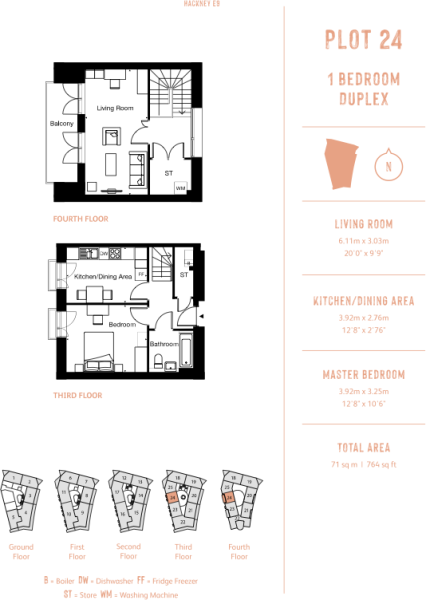 HACKNEY E9
PLOT 24
1 BEDROOM
DUPLEX
N
LIVING ROOM
6.11m x 3.03m
20'0" x 9'9"
KITCHEN/DINING AREA
3.92m x 2.76m
12'8" x 2'76"
MASTER BEDROOM
3.92m x 3.25m
12'8" x 10'6"
TOTAL AREA
71 sq m | 764 sq ft
Living Room
Balcony
ST
WM
FOURTH FLOOR
DW
Kitchen/Dining Area
FF
ST
Bedroom
Bathroom
THIRD FLOOR
Ground
Floor
First
Floor
Second
Floor
Third
Floor
Fourth
Floor
B = Boiler DW = Dishwasher FF = Fridge Freezer
ST = Store WM = Washing Machine